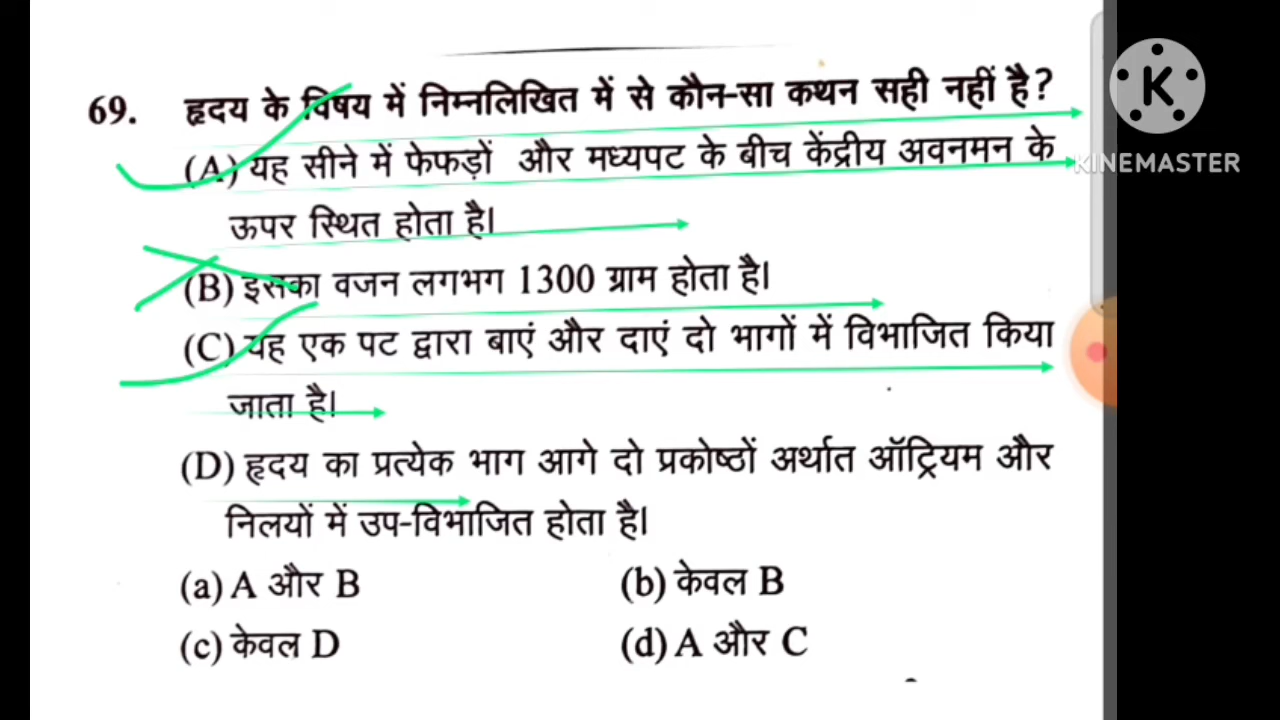 69. हृदय के विषय में निम्नलिखित में से कौन-सा कथन सही नहीं है?
(A) यह सीने में फेफड़ों और मध्यपट के बीच केंद्रीय अवनमन के
ऊपर स्थित होता है।
(B) इसका वजन लगभग 1300 ग्राम होता है।
(C) यह एक पट द्वारा बाएं और दाएं दो भागों में विभाजित किया
जाता है।
(D) हृदय का प्रत्येक भाग आगे दो प्रकोष्ठों अर्थात ऑट्रियम और
निलयों में उप-विभाजित होता है।
(a) A और B
(b) केवल B
(c) केवल D
(d) A और C
K
KINEMASTER